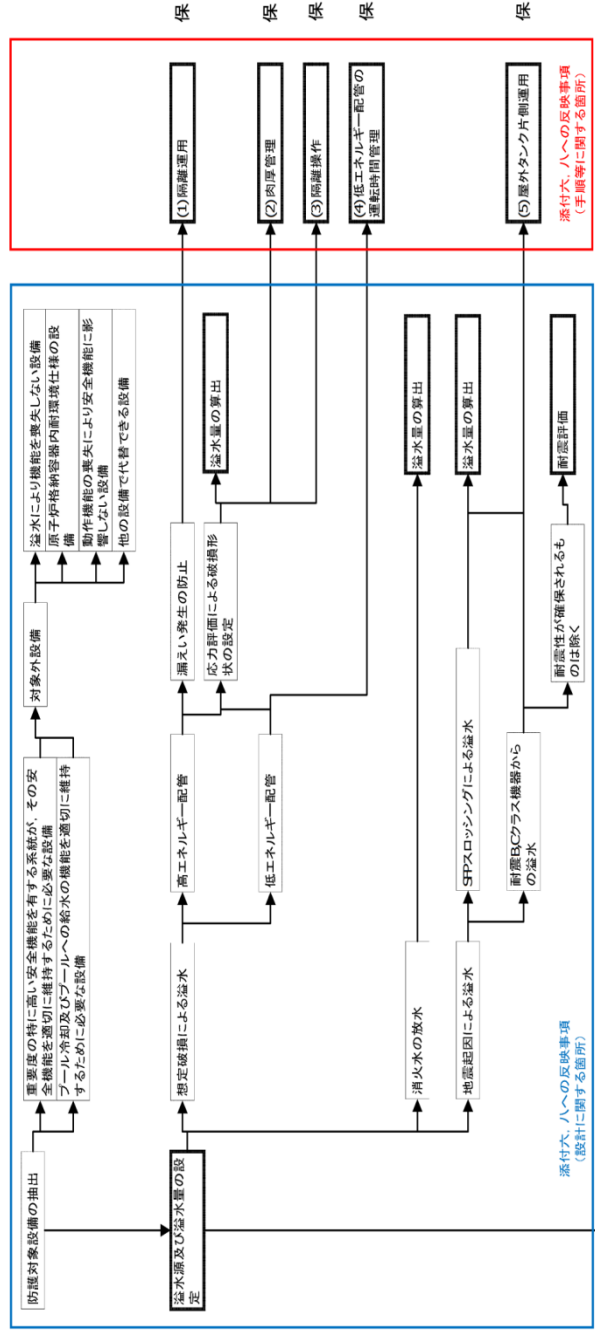 防護対象設備の抽出
重要度の特に高い安全機能を有する系統が、その安
全機能を適切に維持するために必要な設備
プール冷却及びプールへの給水の機能を適切に維持
するために必要な設備
対象外設備
溢水により機能を喪失しない設備
原子炉格納容器内耐環境仕様の設
備
動作機能の喪失により安全機能に影
響しない設備
他の設備で代替できる設備
溢水源及び溢水量の設
定
想定破損による溢水
高エネルギー配管
漏えい発生の防止
(1)隔離運用
保
応力評価による破損形
状の設定
溢水量の算出
(2)肉厚管理
保
(3)隔離操作
保
低エネルギー配管
(4)低エネルギー配管の
運転時間管理
保
消火水の放水
溢水量の算出
地震起因による溢水
SFPスロッシングによる溢水
溢水量の算出
耐震B,Cクラス機器から
の溢水
(5)屋外タンク片側運用
保
耐震性が確保されるも
のは除く
耐震評価
添付六，八への反映事項
（設計に関する箇所）
添付六，八への反映事項
（手順等に関する箇所）